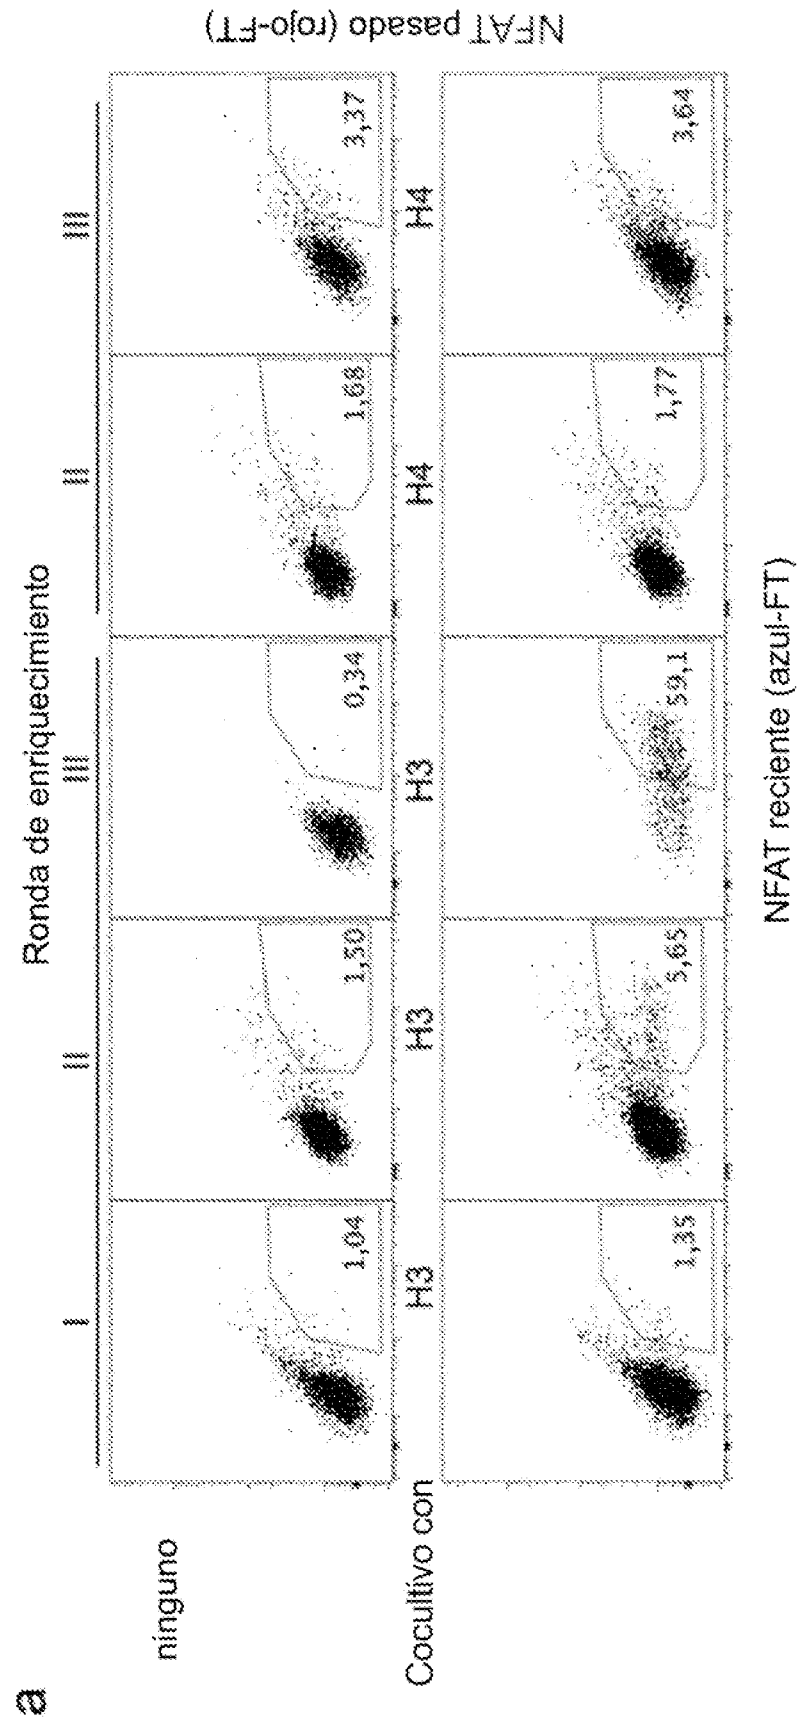 a
Ronda de enriquecimiento
I II III II III
ninguno
1,04 1,50 0,34 1,68 3,37
Cocultivo con H3 H3 H3 H4 H4
1,35 5,65 59,1 1,77 3,64
NFAT reciente (azul-FT)
NFAT pasado (rojo-FT)